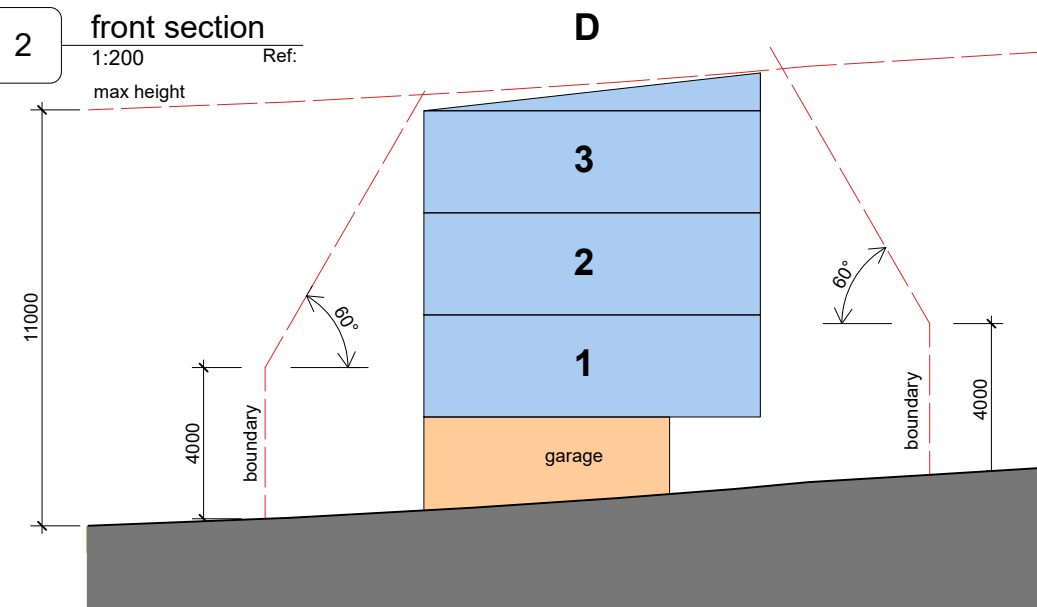 2
front section
1:200 Ref:
D
max height
3
2
1
garage
11000
4000
boundary
60°
60°
boundary
4000